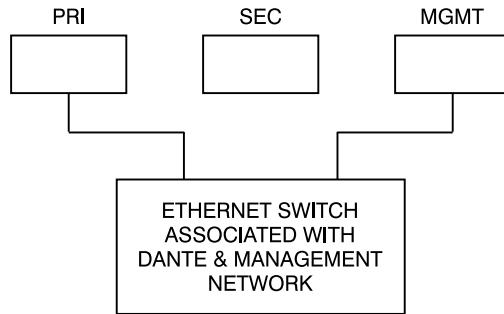 PRI
SEC
MGMT
ETHERNET SWITCH
ASSOCIATED WITH
DANTE & MANAGEMENT
NETWORK